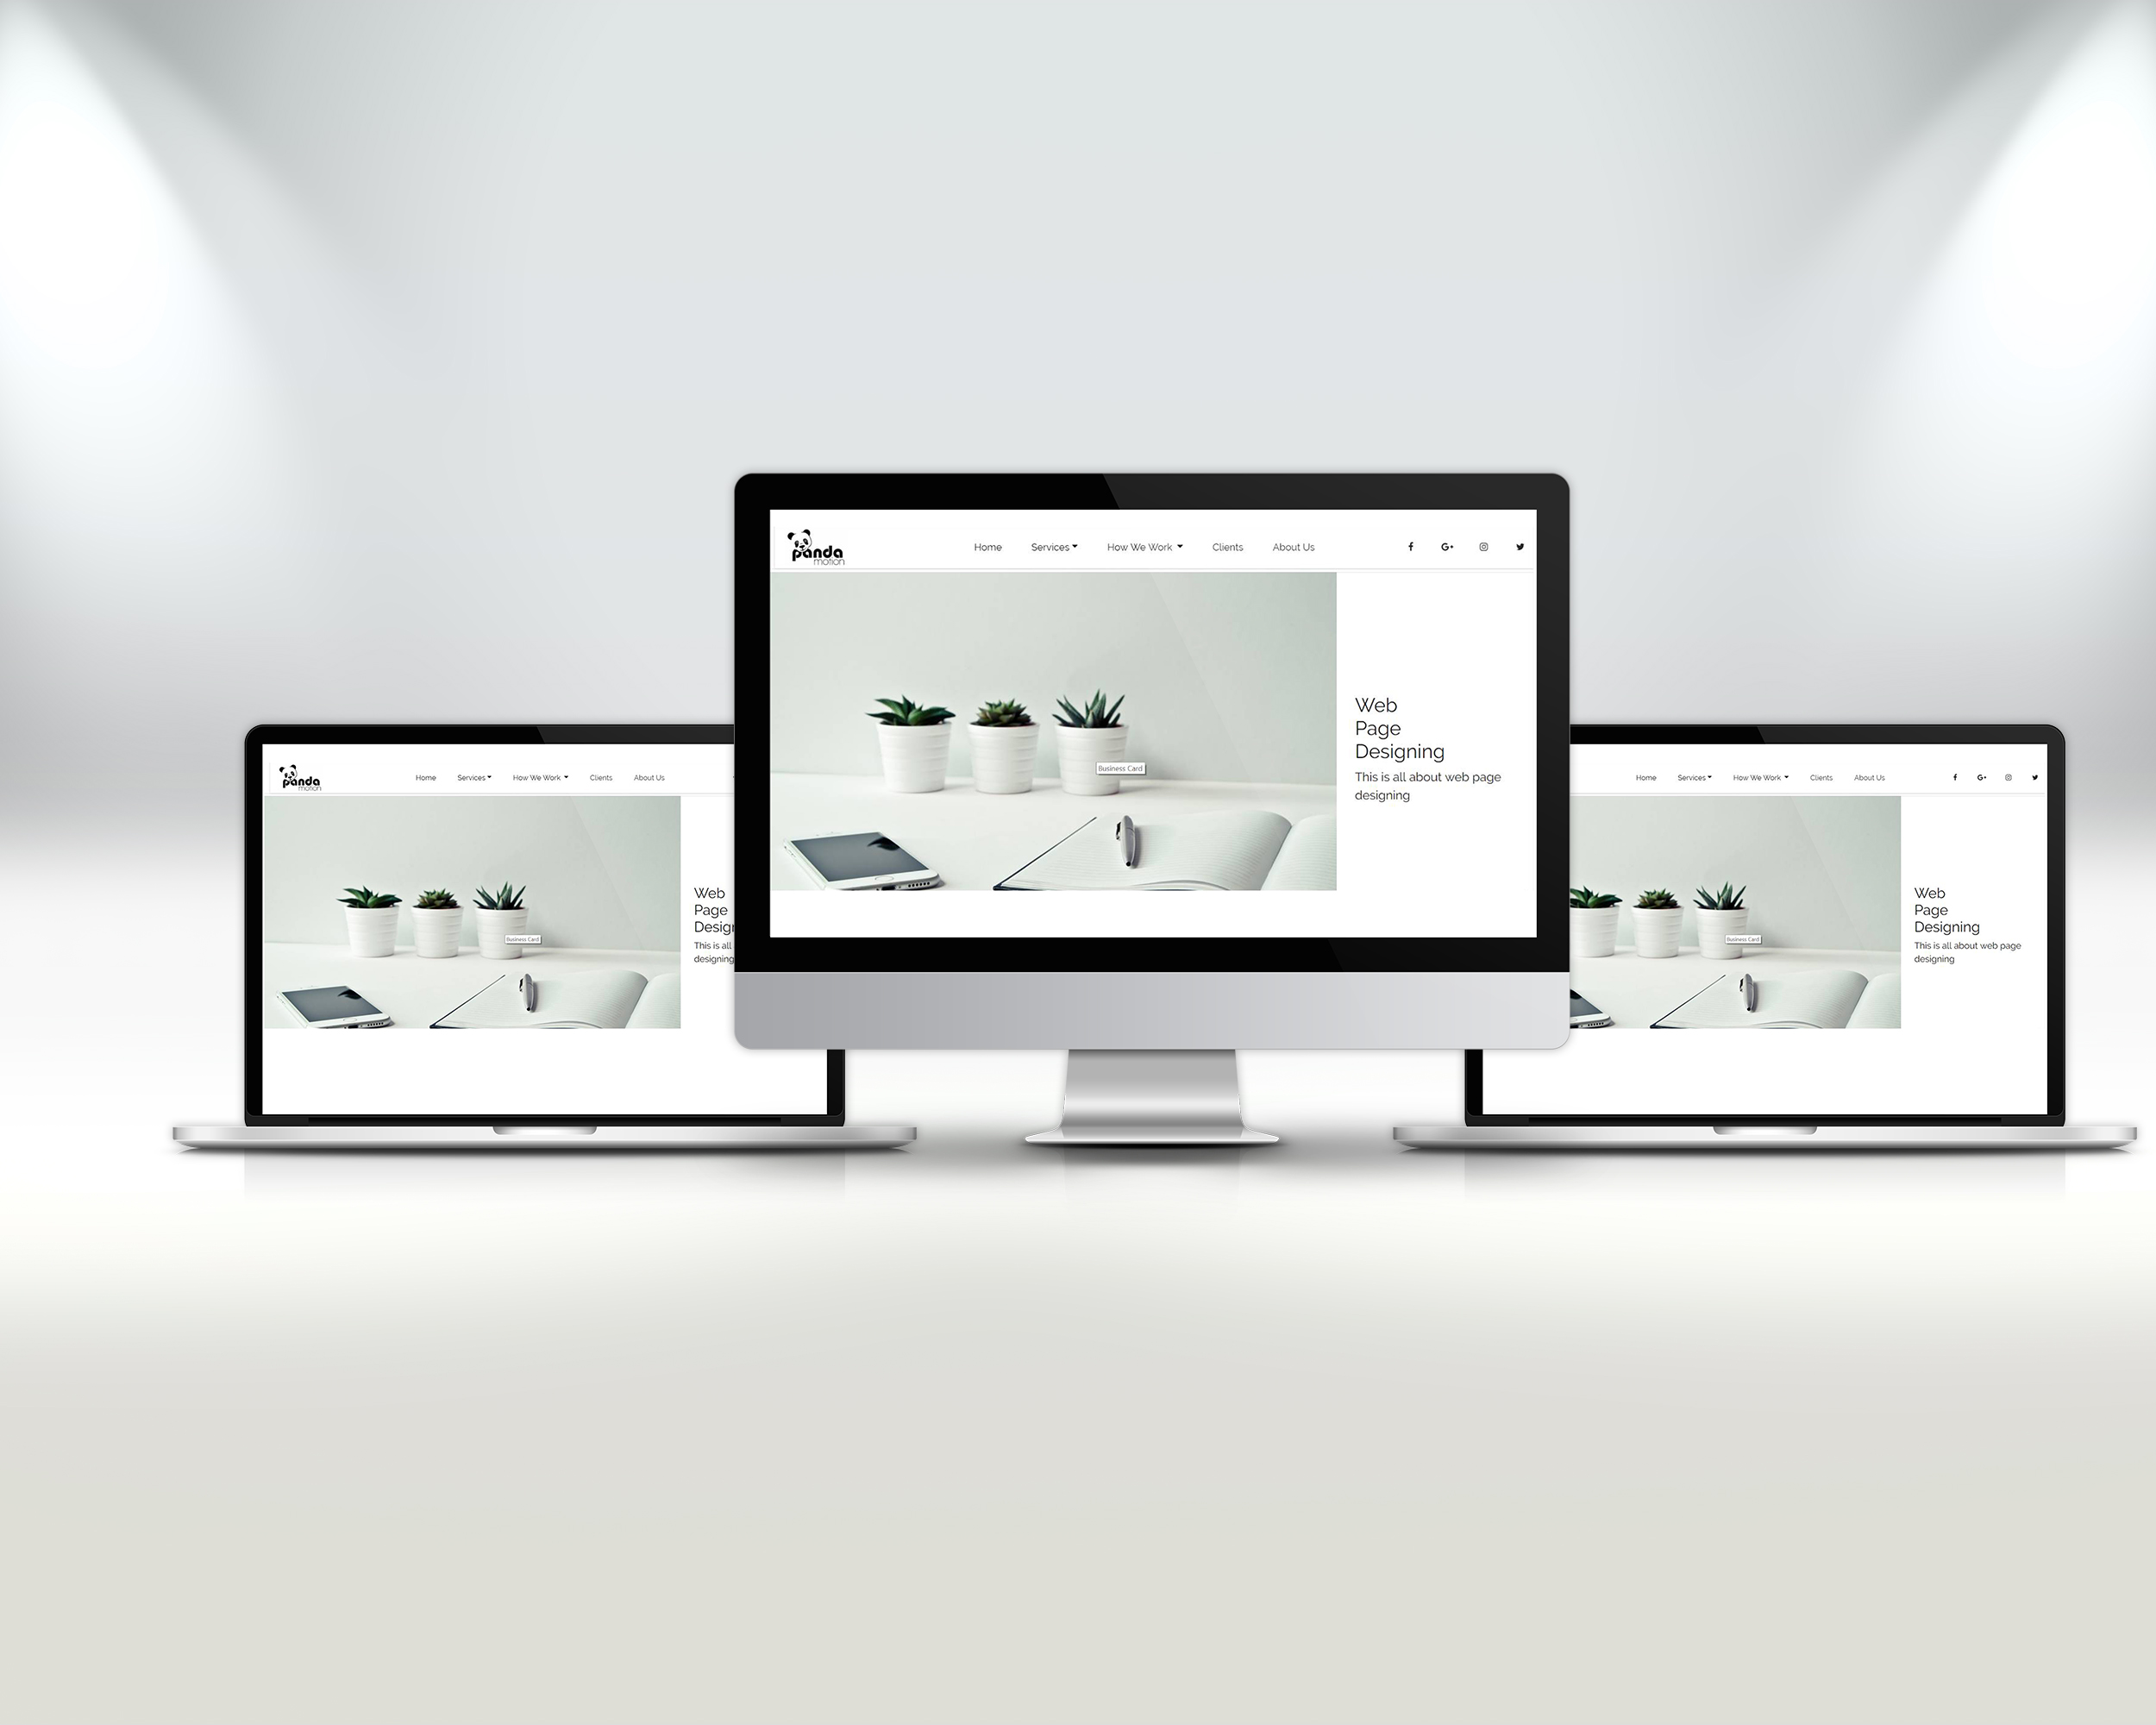 panda
motion
Home Services How We Work Clients About Us
Web
Page
Designing
This is all about web page
designing
Business Card
panda
motion
Home Services How We Work Clients About Us
Web
Page
Desig
This is all
designing
Business Card
Home Services How We Work Clients About Us
Web
Page
Designing
This is all about web page
designing
Business Card